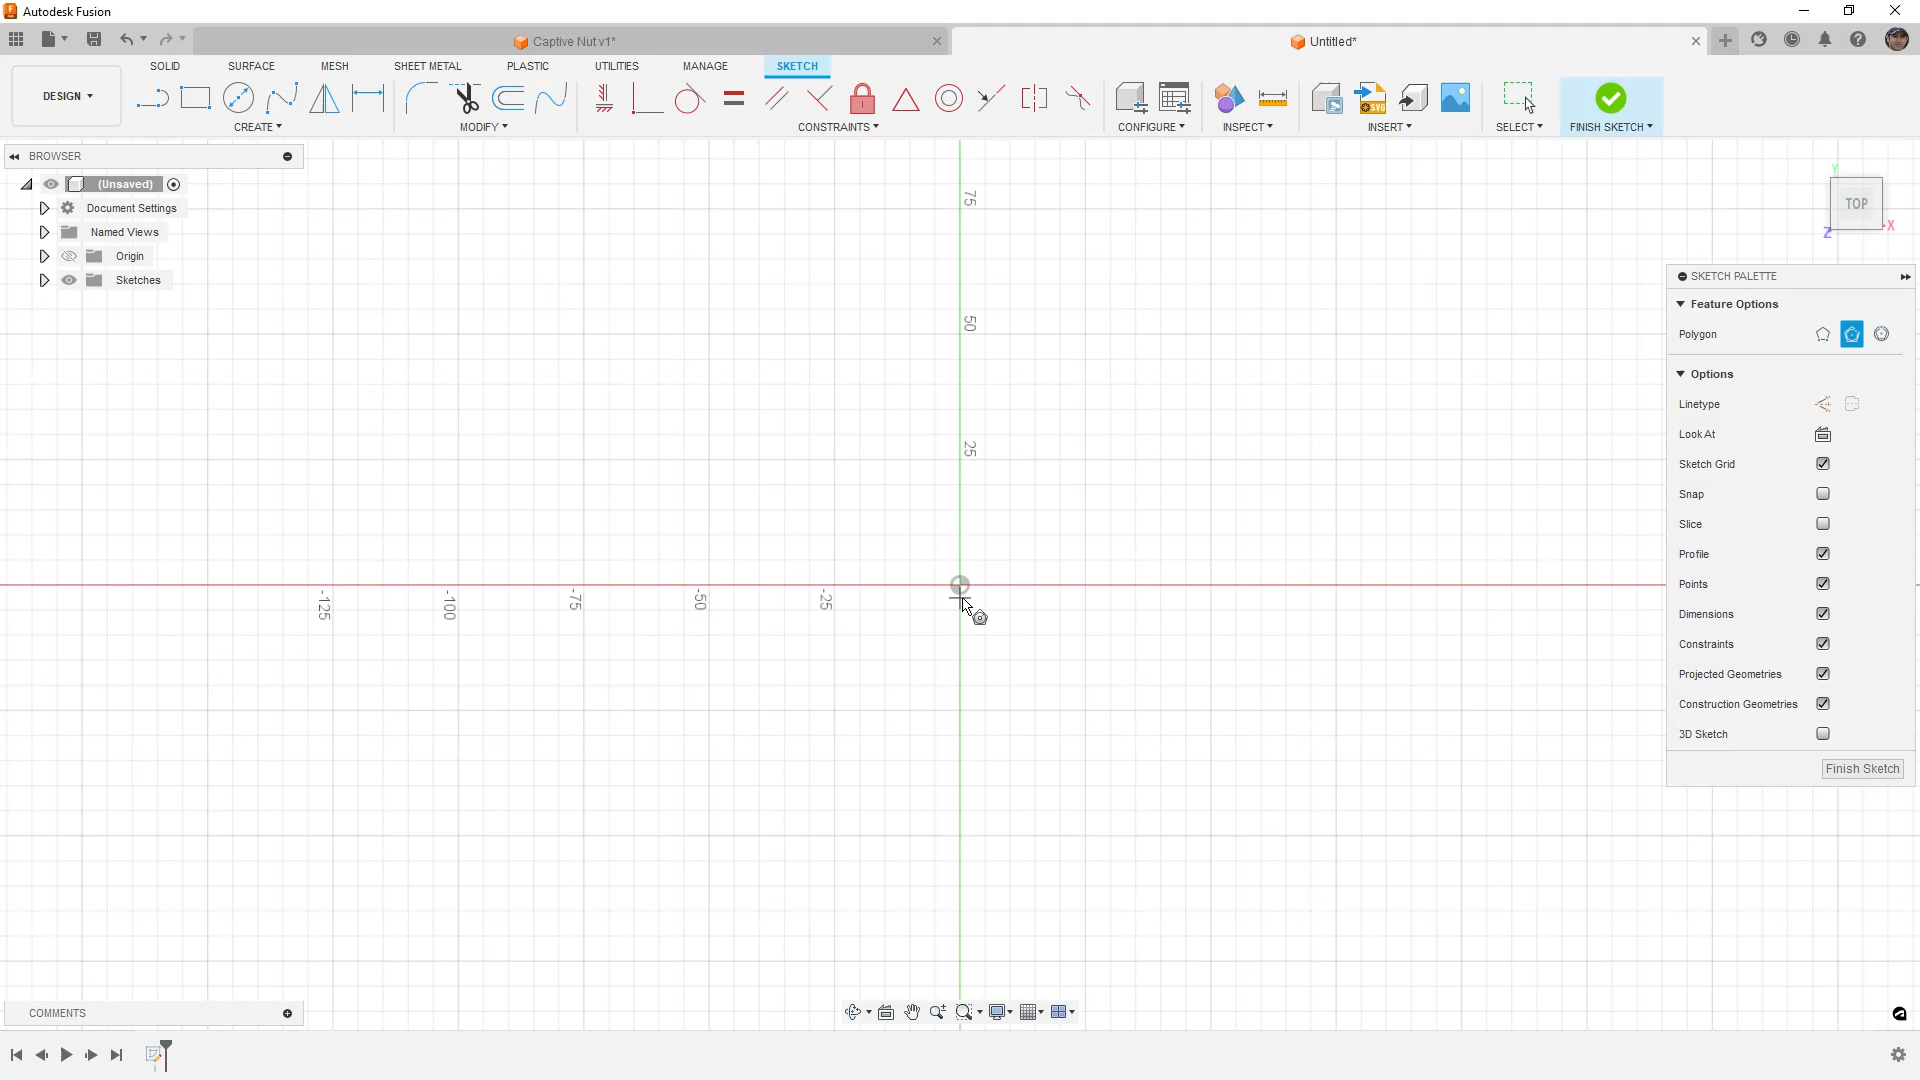 Autodesk Fusion
Captive Nut v1*
Untitled*
SOLID
SURFACE
MESH
SHEET METAL
PLASTIC
UTILITIES
MANAGE
SKETCH
DESIGN
CREATE
MODIFY
CONSTRAINTS
CONFIGURE
INSPECT
INSERT
SELECT
FINISH SKETCH
SVG
BROWSER
(Unsaved)
Document Settings
Named Views
Origin
Sketches
75
50
25
-125
-100
-75
-50
-25
Y
TOP
X
Z
SKETCH PALETTE
Feature Options
Polygon
Options
Linetype
Look At
Sketch Grid
Snap
Slice
Profile
Points
Dimensions
Constraints
Projected Geometries
Construction Geometries
3D Sketch
Finish Sketch
COMMENTS